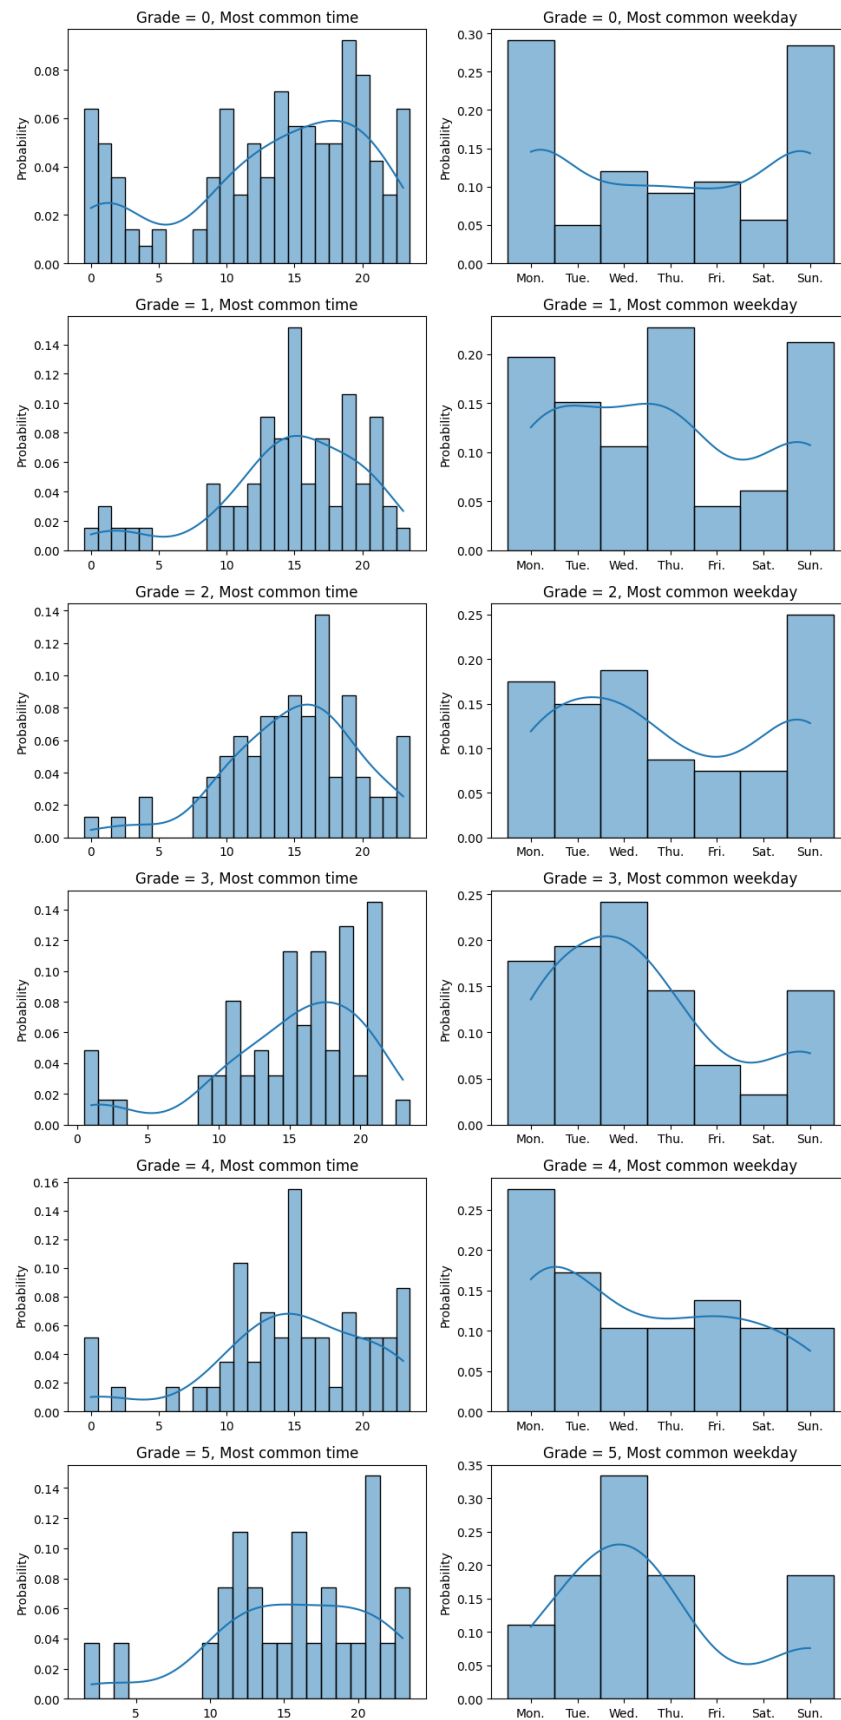 Grade = 0, Most common time
Probability
0.08
0.06
0.04
0.02
0.00
0 5 10 15 20
Grade = 0, Most common weekday
Probability
0.30
0.25
0.20
0.15
0.10
0.05
0.00
Mon. Tue. Wed. Thu. Fri. Sat. Sun.
Grade = 1, Most common time
Probability
0.14
0.12
0.10
0.08
0.06
0.04
0.02
0.00
0 5 10 15 20
Grade = 1, Most common weekday
Probability
0.20
0.15
0.10
0.05
0.00
Mon. Tue. Wed. Thu. Fri. Sat. Sun.
Grade = 2, Most common time
Probability
0.14
0.12
0.10
0.08
0.06
0.04
0.02
0.00
0 5 10 15 20
Grade = 2, Most common weekday
Probability
0.25
0.20
0.15
0.10
0.05
0.00
Mon. Tue. Wed. Thu. Fri. Sat. Sun.
Grade = 3, Most common time
Probability
0.14
0.12
0.10
0.08
0.06
0.04
0.02
0.00
0 5 10 15 20
Grade = 3, Most common weekday
Probability
0.25
0.20
0.15
0.10
0.05
0.00
Mon. Tue. Wed. Thu. Fri. Sat. Sun.
Grade = 4, Most common time
Probability
0.16
0.14
0.12
0.10
0.08
0.06
0.04
0.02
0.00
0 5 10 15 20
Grade = 4, Most common weekday
Probability
0.25
0.20
0.15
0.10
0.05
0.00
Mon. Tue. Wed. Thu. Fri. Sat. Sun.
Grade = 5, Most common time
Probability
0.14
0.12
0.10
0.08
0.06
0.04
0.02
0.00
5 10 15 20
Grade = 5, Most common weekday
Probability
0.35
0.30
0.25
0.20
0.15
0.10
0.05
0.00
Mon. Tue. Wed. Thu. Fri. Sat. Sun.